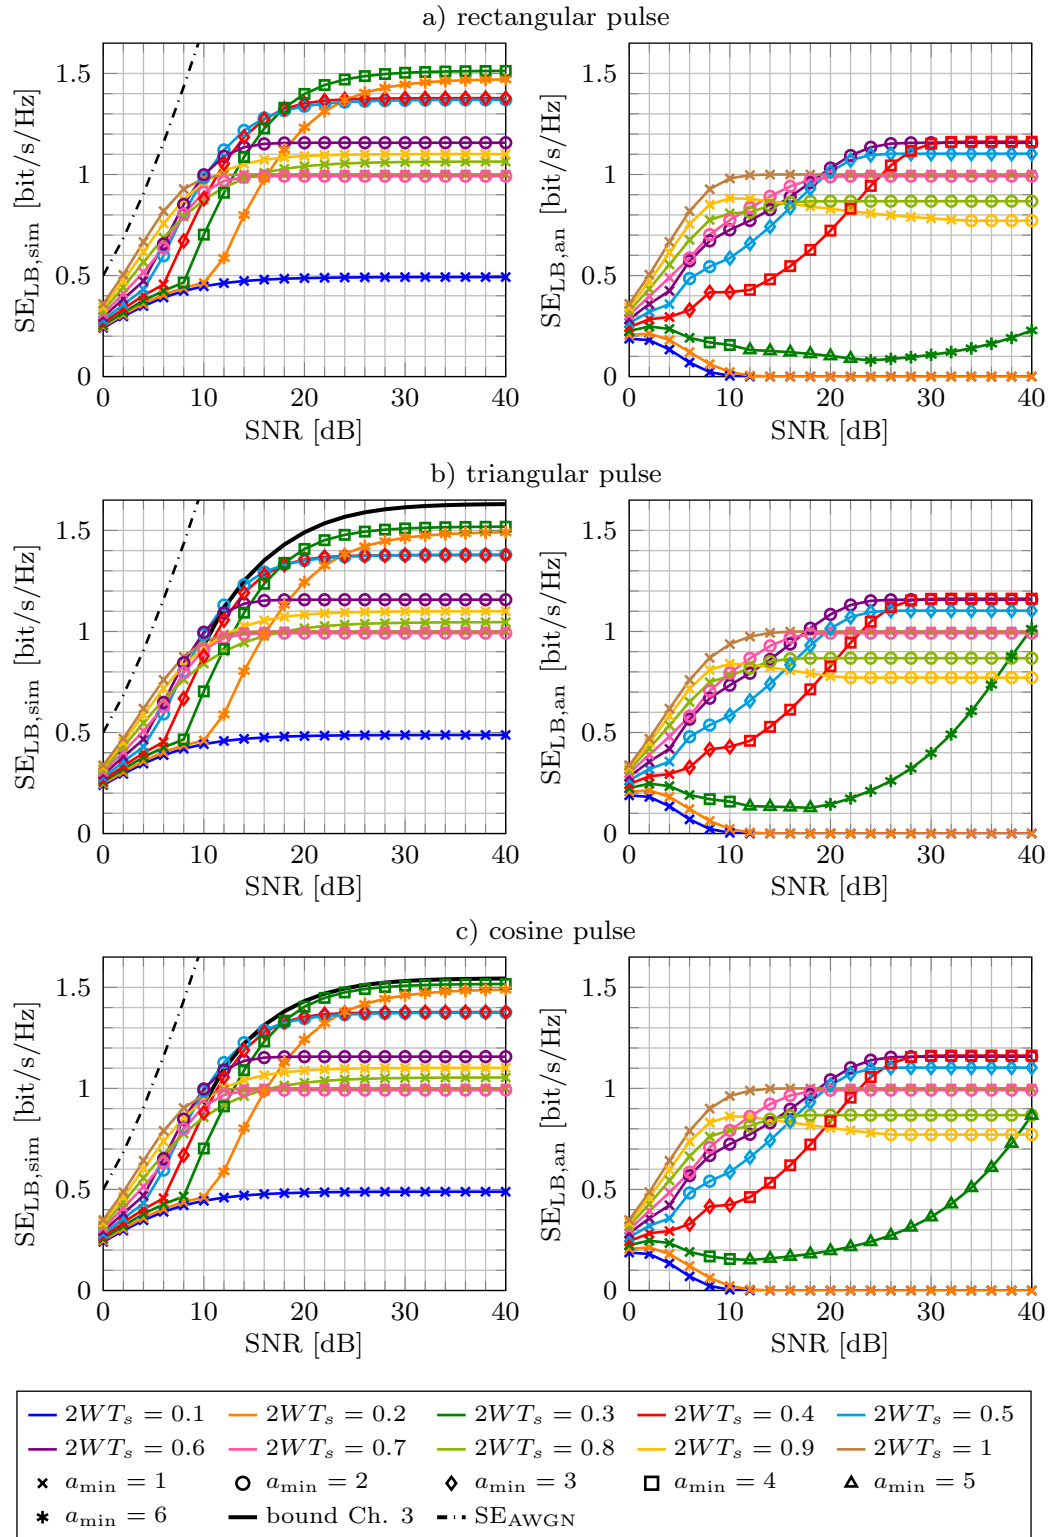 a) rectangular pulse
SE_LB,sim [bit/s/Hz]
1.5
1
0.5
0
0 10 20 30 40
SNR [dB]
SE_LB,an [bit/s/Hz]
1.5
1
0.5
0
0 10 20 30 40
SNR [dB]
b) triangular pulse
SE_LB,sim [bit/s/Hz]
1.5
1
0.5
0
0 10 20 30 40
SNR [dB]
SE_LB,an [bit/s/Hz]
1.5
1
0.5
0
0 10 20 30 40
SNR [dB]
c) cosine pulse
SE_LB,sim [bit/s/Hz]
1.5
1
0.5
0
0 10 20 30 40
SNR [dB]
SE_LB,an [bit/s/Hz]
1.5
1
0.5
0
0 10 20 30 40
SNR [dB]
2WT_s = 0.1 2WT_s = 0.2 2WT_s = 0.3 2WT_s = 0.4 2WT_s = 0.5
2WT_s = 0.6 2WT_s = 0.7 2WT_s = 0.8 2WT_s = 0.9 2WT_s = 1
a_min = 1 a_min = 2 a_min = 3 a_min = 4 a_min = 5
a_min = 6 bound Ch. 3 SE_AWGN